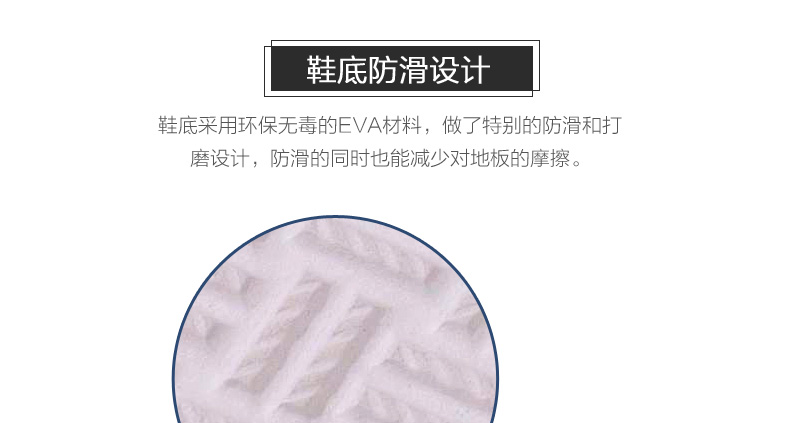 鞋底防滑设计
鞋底采用环保无毒的EVA材料，做了特别的防滑和打
磨设计，防滑的同时也能减少对地板的摩擦。